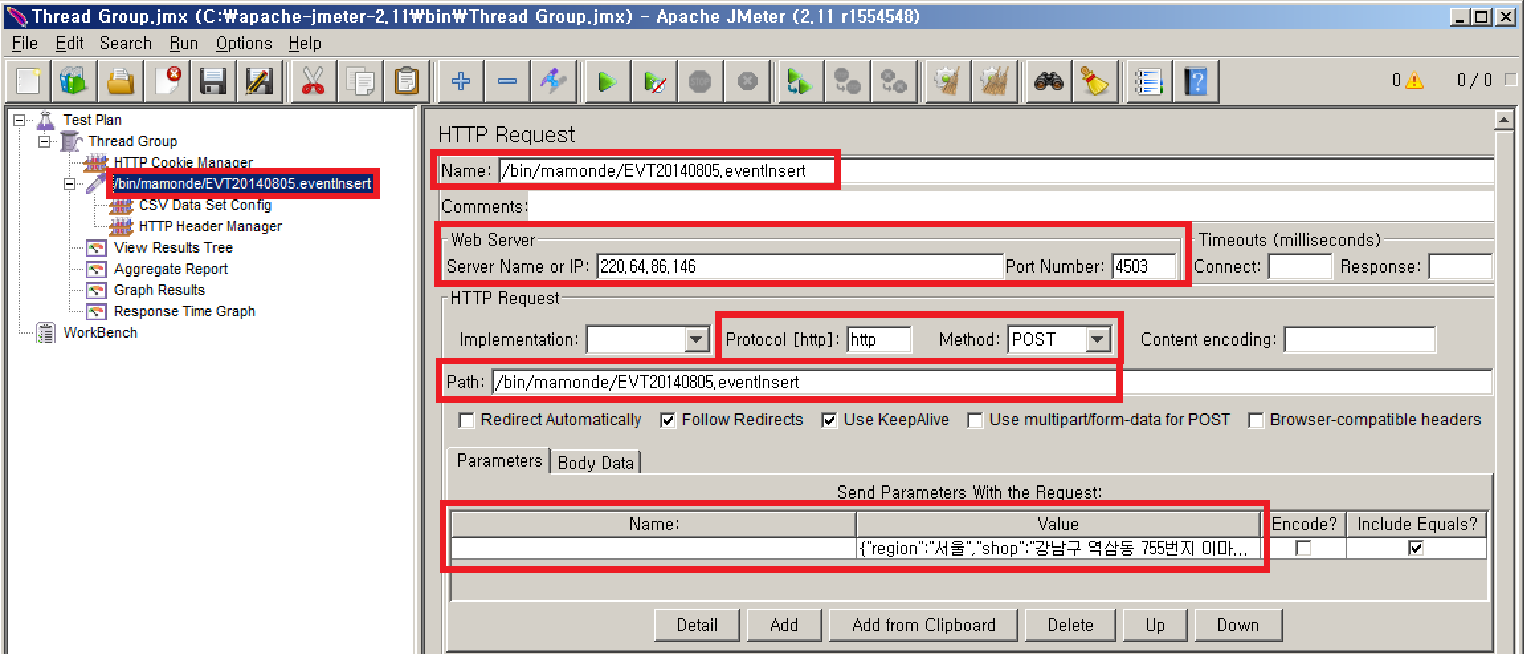 Thread Group.jmx (C:₩apache-jmeter-2.11₩bin₩Thread Group.jmx) - Apache JMeter (2.11 r1554548)
File Edit Search Run Options Help
0 0 / 0
Test Plan
Thread Group
HTTP Cookie Manager
/bin/mamonde/EVT20140805.eventInsert
CSV Data Set Config
HTTP Header Manager
View Results Tree
Aggregate Report
Graph Results
Response Time Graph
WorkBench
HTTP Request
Name: /bin/mamonde/EVT20140805.eventInsert
Comments:
Web Server
Server Name or IP: 220.64.86.146 Port Number: 4503
Timeouts (milliseconds)
Connect: Response:
HTTP Request
Implementation: Protocol [http]: http Method: POST Content encoding:
Path: /bin/mamonde/EVT20140805.eventInsert
Redirect Automatically Follow Redirects Use KeepAlive Use multipart/form-data for POST Browser-compatible headers
Parameters Body Data
Send Parameters With the Request:
Name: Value Encode? Include Equals?
{"region":"서울","shop":"강남구 역삼동 755번지 이마...
Detail Add Add from Clipboard Delete Up Down